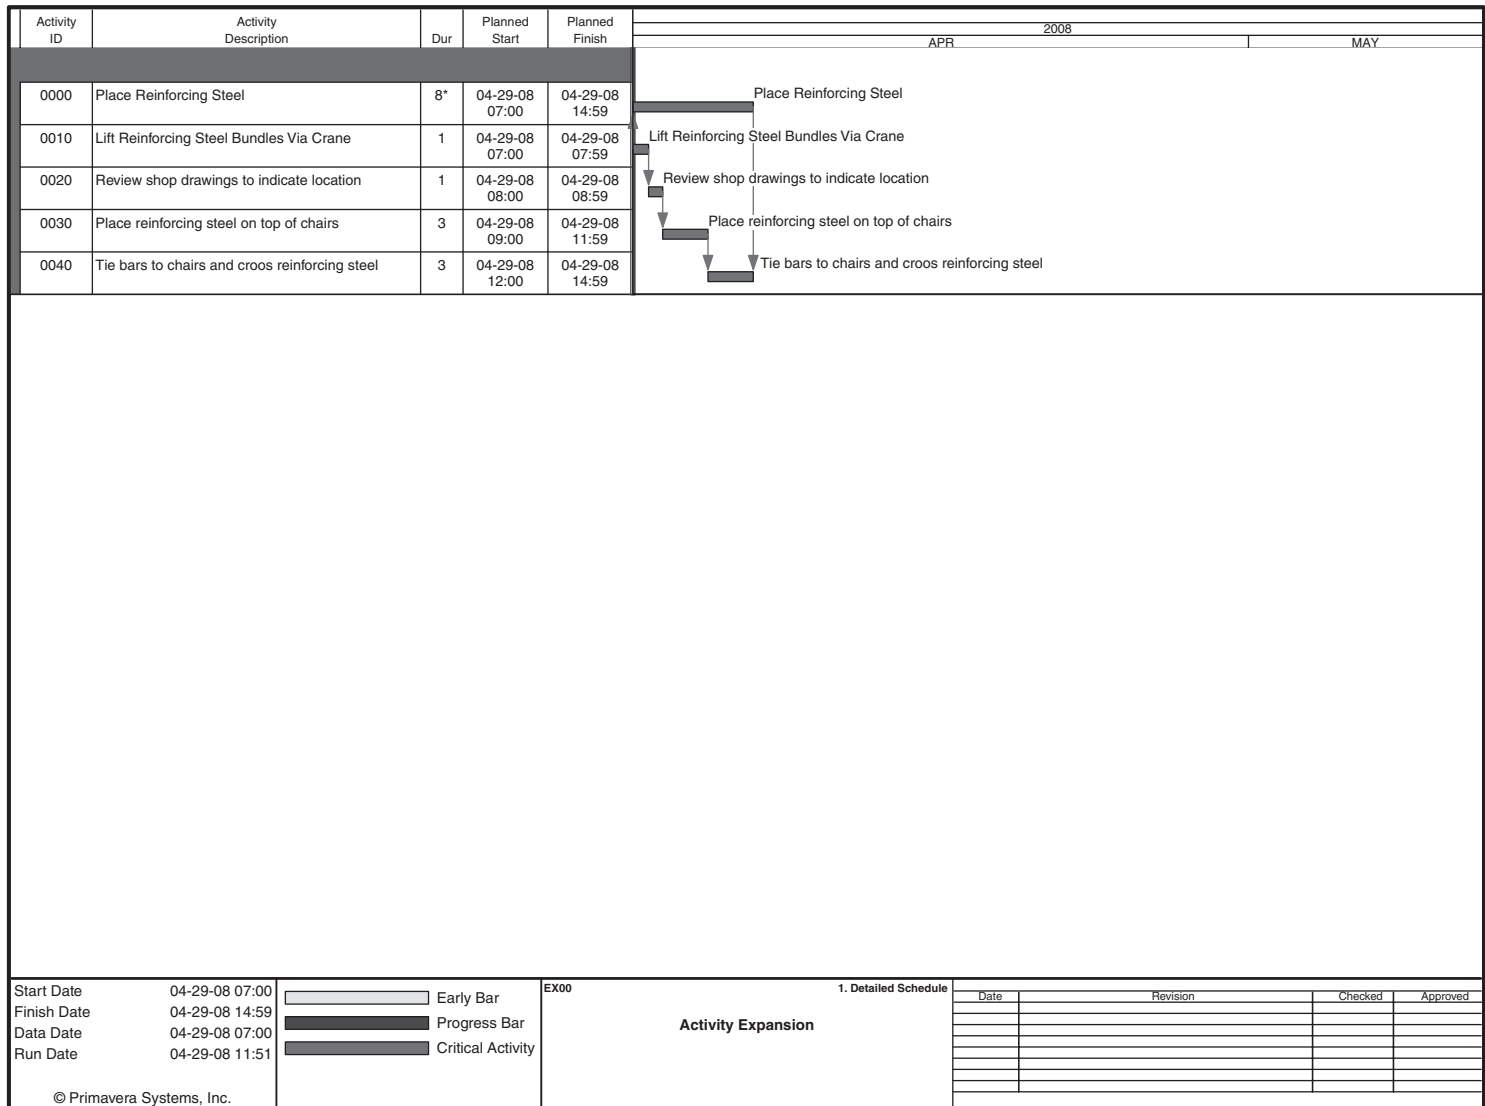 Activity ID
Activity Description
Dur
Planned Start
Planned Finish
2008
APR
MAY
0000 Place Reinforcing Steel 8* 04-29-08 07:00 04-29-08 14:59
Place Reinforcing Steel
0010 Lift Reinforcing Steel Bundles Via Crane 1 04-29-08 07:00 04-29-08 07:59
Lift Reinforcing Steel Bundles Via Crane
0020 Review shop drawings to indicate location 1 04-29-08 08:00 04-29-08 08:59
Review shop drawings to indicate location
0030 Place reinforcing steel on top of chairs 3 04-29-08 09:00 04-29-08 11:59
Place reinforcing steel on top of chairs
0040 Tie bars to chairs and croos reinforcing steel 3 04-29-08 12:00 04-29-08 14:59
Tie bars to chairs and croos reinforcing steel
Start Date 04-29-08 07:00
Finish Date 04-29-08 14:59
Data Date 04-29-08 07:00
Run Date 04-29-08 11:51
© Primavera Systems, Inc.
Early Bar
Progress Bar
Critical Activity
EX00
1. Detailed Schedule
Activity Expansion
Date Revision Checked Approved